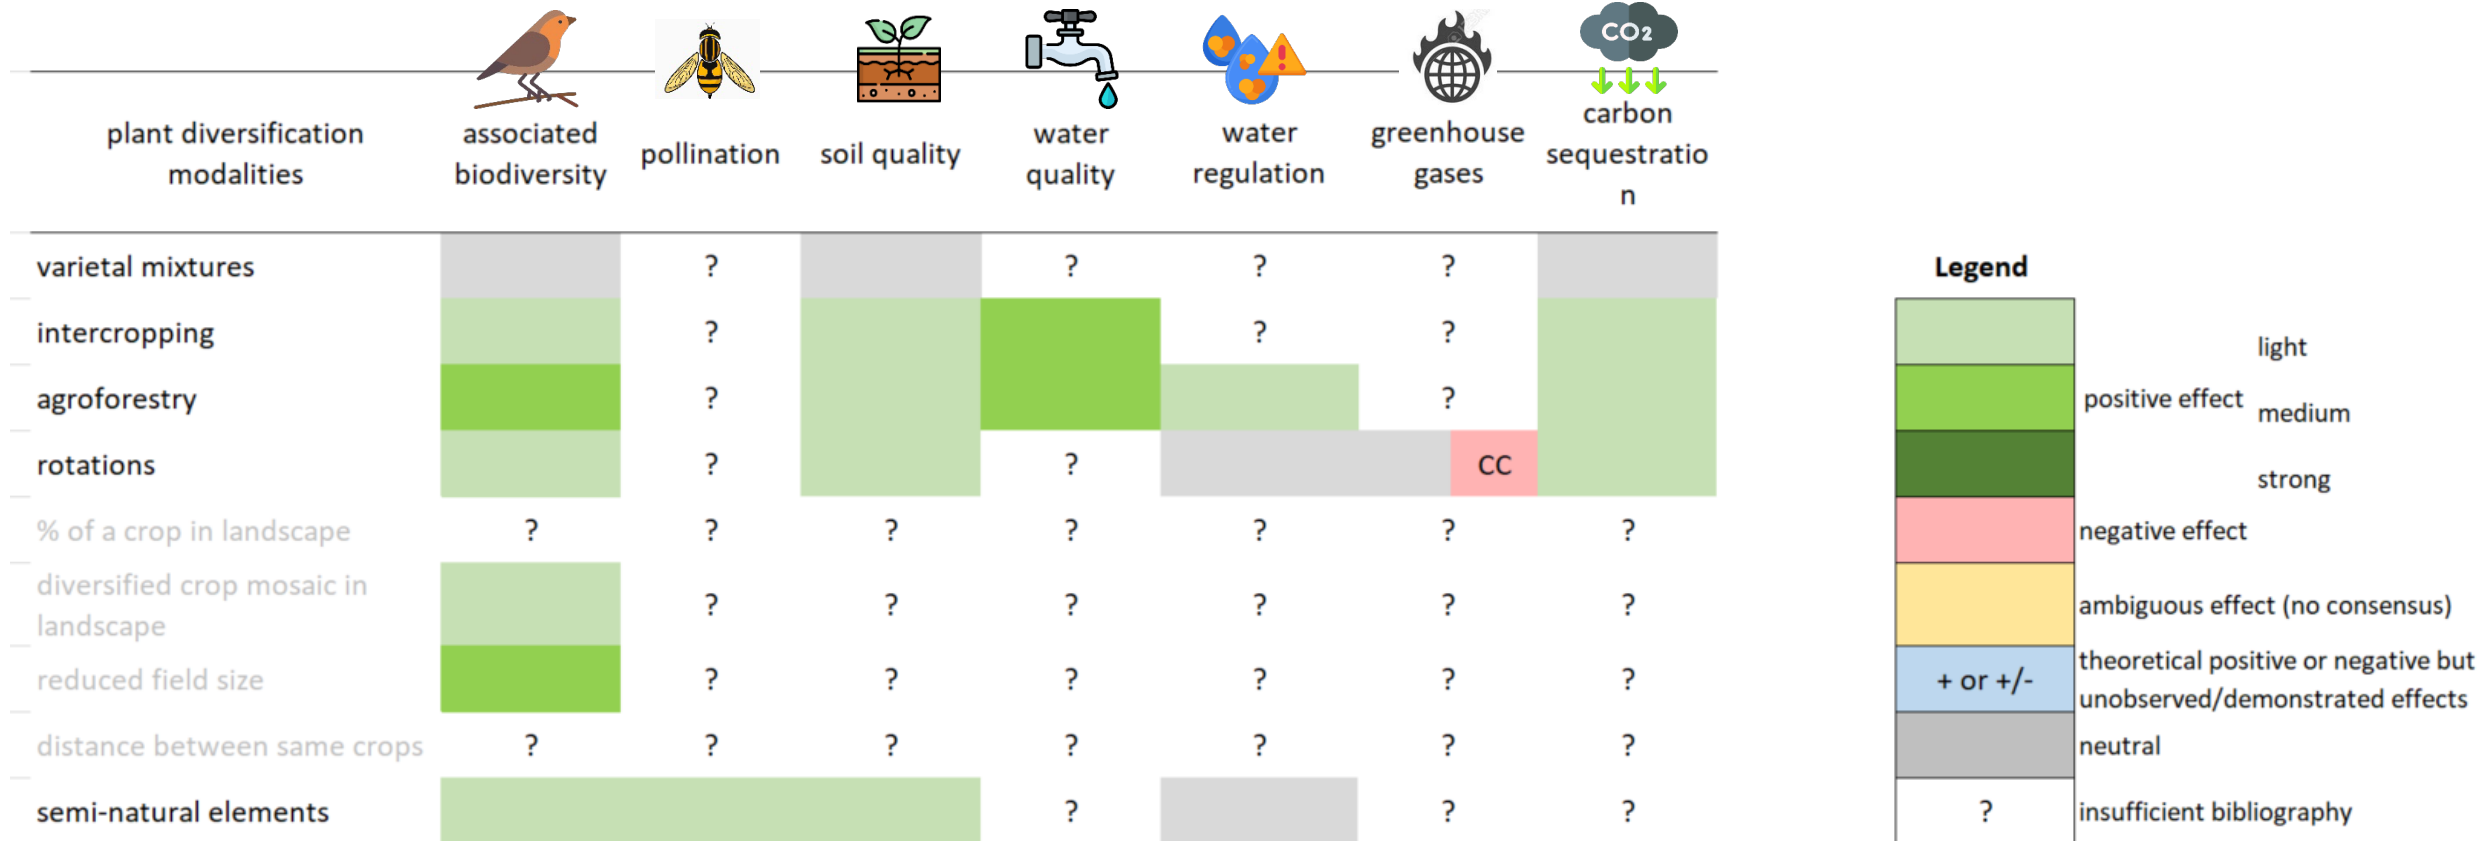 CO2
plant diversification
modalities
associated
biodiversity
pollination
soil quality
water
quality
water
regulation
greenhouse
gases
carbon
sequestratio
n
varietal mixtures ? ? ? ?
intercropping ? ? ?
agroforestry ? ?
rotations ? ? CC
% of a crop in landscape ? ? ? ? ? ? ?
diversified crop mosaic in
landscape
? ? ? ? ? ?
reduced field size ? ? ? ? ? ?
distance between same crops ? ? ? ? ? ? ?
semi-natural elements ? ? ?
Legend
light
positive effect
medium
strong
negative effect
ambiguous effect (no consensus)
+ or +/-
theoretical positive or negative but
unobserved/demonstrated effects
neutral
? insufficient bibliography